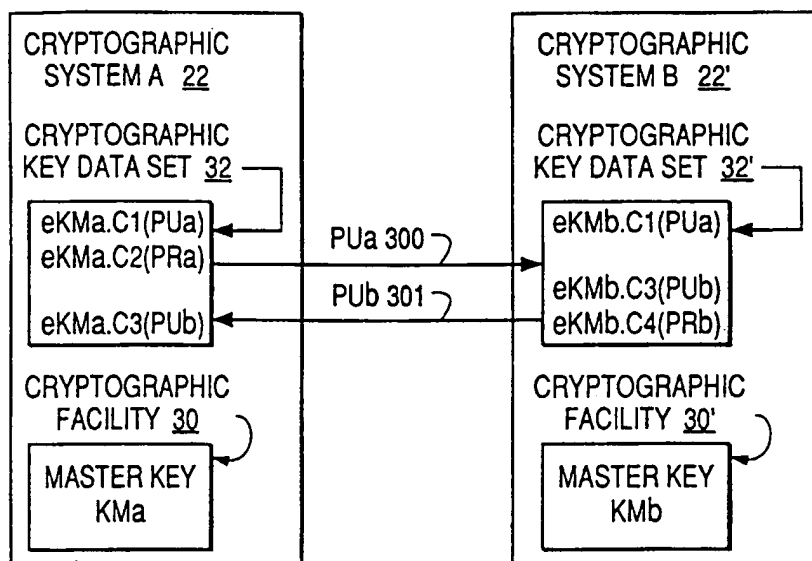 CRYPTOGRAPHIC
SYSTEM A 22
CRYPTOGRAPHIC
KEY DATA SET 32
eKMa.C1(PUa)
eKMa.C2(PRa)
eKMa.C3(PUb)
CRYPTOGRAPHIC
FACILITY 30
MASTER KEY
KMa
PUa 300
PUb 301
CRYPTOGRAPHIC
SYSTEM B 22'
CRYPTOGRAPHIC
KEY DATA SET 32'
eKMb.C1(PUa)
eKMb.C3(PUb)
eKMb.C4(PRb)
CRYPTOGRAPHIC
FACILITY 30'
MASTER KEY
KMb